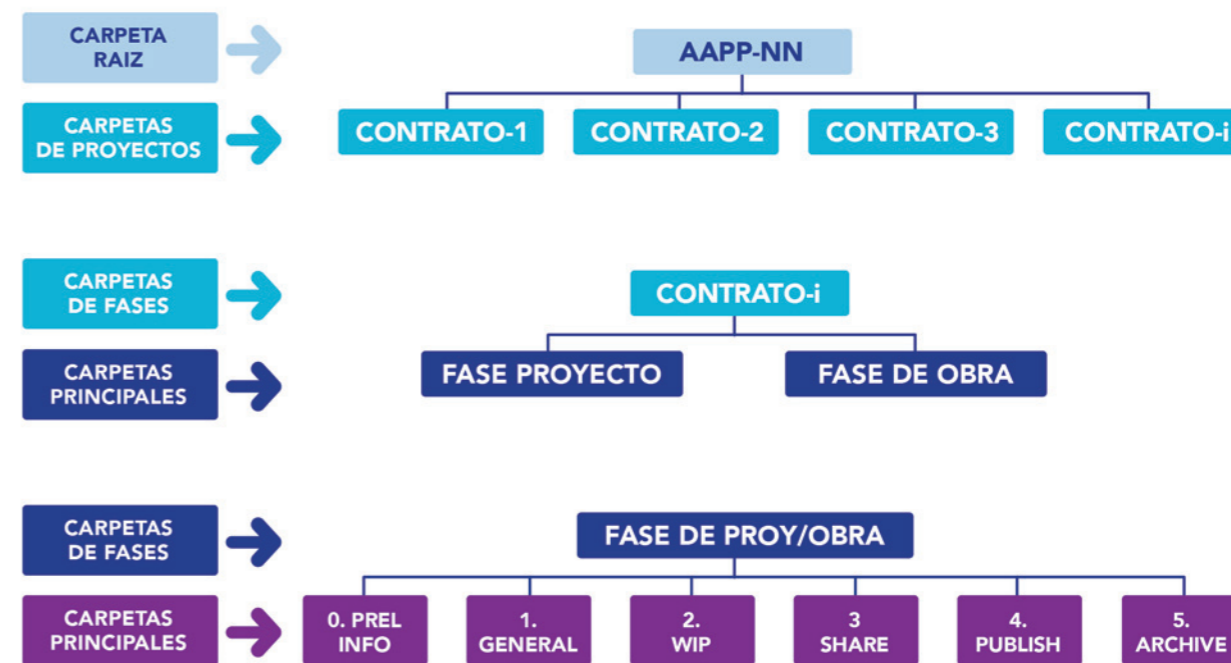 CARPETA
RAIZ
AAPP-NN
CARPETAS
DE PROYECTOS
CONTRATO-1
CONTRATO-2
CONTRATO-3
CONTRATO-i
CARPETAS
DE FASES
CONTRATO-i
CARPETAS
PRINCIPALES
FASE PROYECTO
FASE DE OBRA
CARPETAS
DE FASES
FASE DE PROY/OBRA
CARPETAS
PRINCIPALES
0. PREL
INFO
1.
GENERAL
2.
WIP
3
SHARE
4.
PUBLISH
5.
ARCHIVE